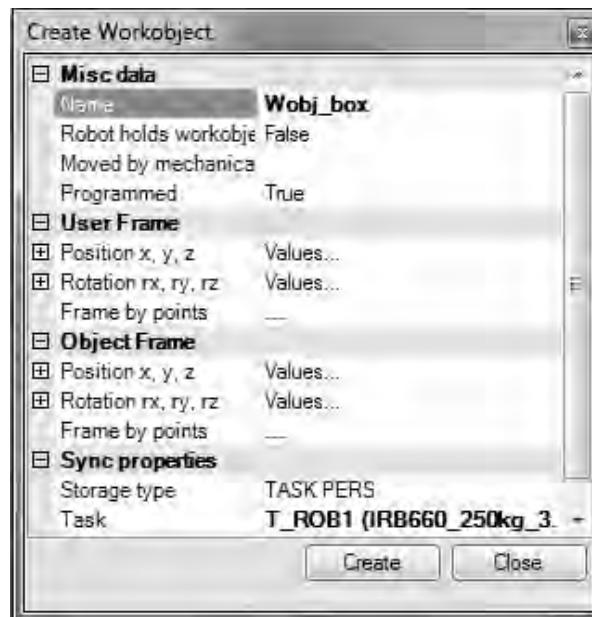 Create Workobject
Misc data
Name Wobj_box
Robot holds workobje False
Moved by mechanica
Programmed True
User Frame
Position x, y, z Values...
Rotation rx, ry, rz Values...
Frame by points ...
Object Frame
Position x, y, z Values...
Rotation rx, ry, rz Values...
Frame by points ...
Sync properties
Storage type TASK PERS
Task T_ROB1 (IRB660_250kg_3.
Create Close